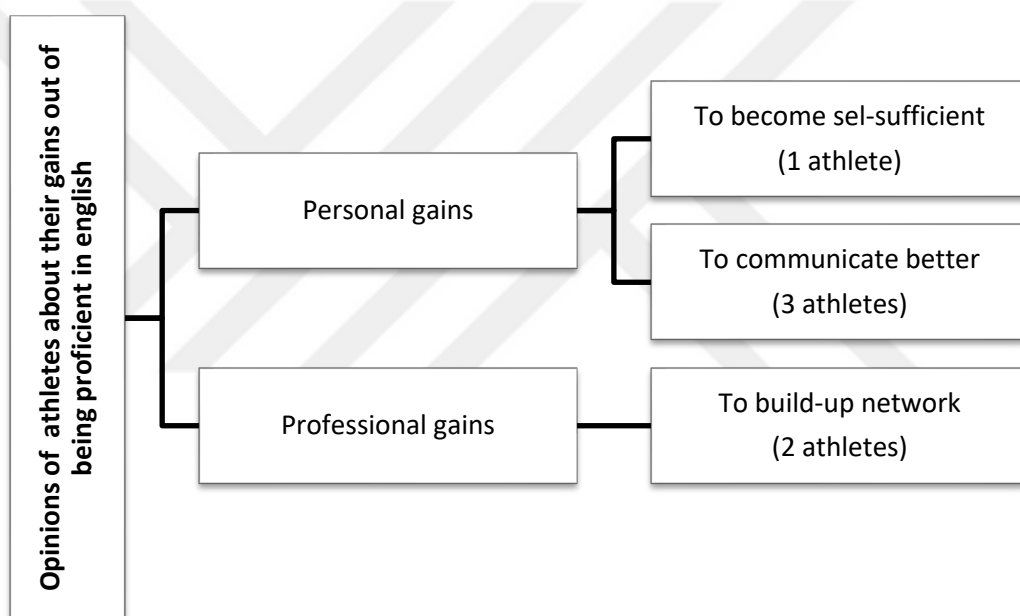 Opinions of athletes about their gains out of
being proficient in english
Personal gains
To become sel-sufficient
(1 athlete)
To communicate better
(3 athletes)
Professional gains
To build-up network
(2 athletes)